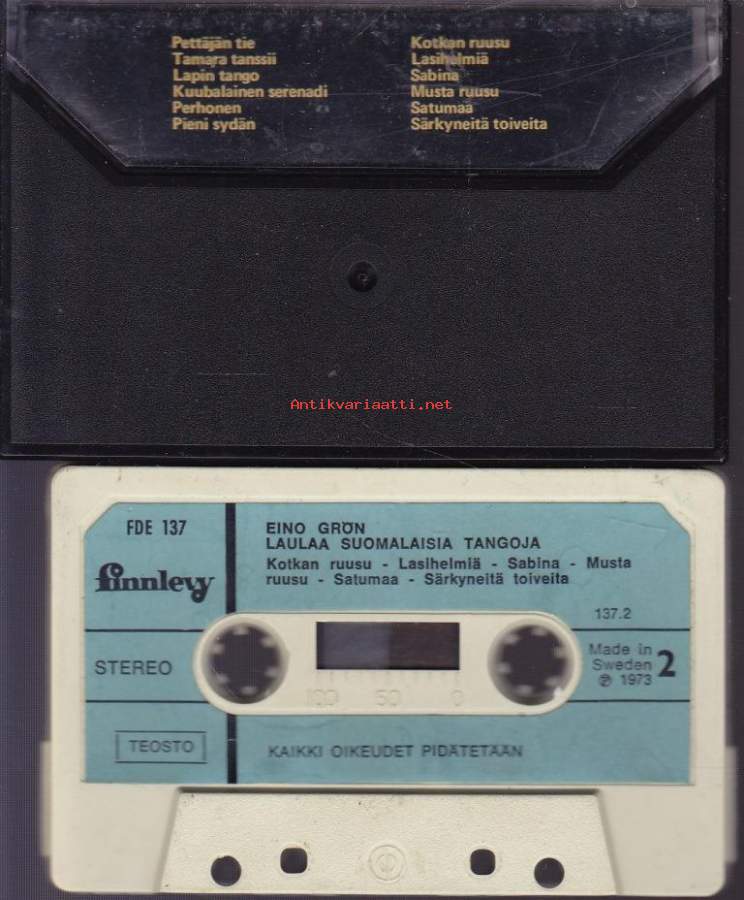 Pettäjän tie
Tamara tanssii
Lapin tango
Kuubalainen serenadi
Perhonen
Pieni sydän
Kotkan ruusu
Lasihelmiä
Sabina
Musta ruusu
Satumaa
Särkyneitä toiveita
Antikvariaatti.net
FDE 137
finnlevy
STEREO
TEOSTO
EINO GRÖN
LAULAA SUOMALAISIA TANGOJA
Kotkan ruusu - Lasihelmiä - Sabina - Musta
ruusu - Satumaa - Särkyneitä toiveita
137.2
Made in
Sweden
℗ 1973
2
100 50 0
KAIKKI OIKEUDET PIDÄTETÄÄN